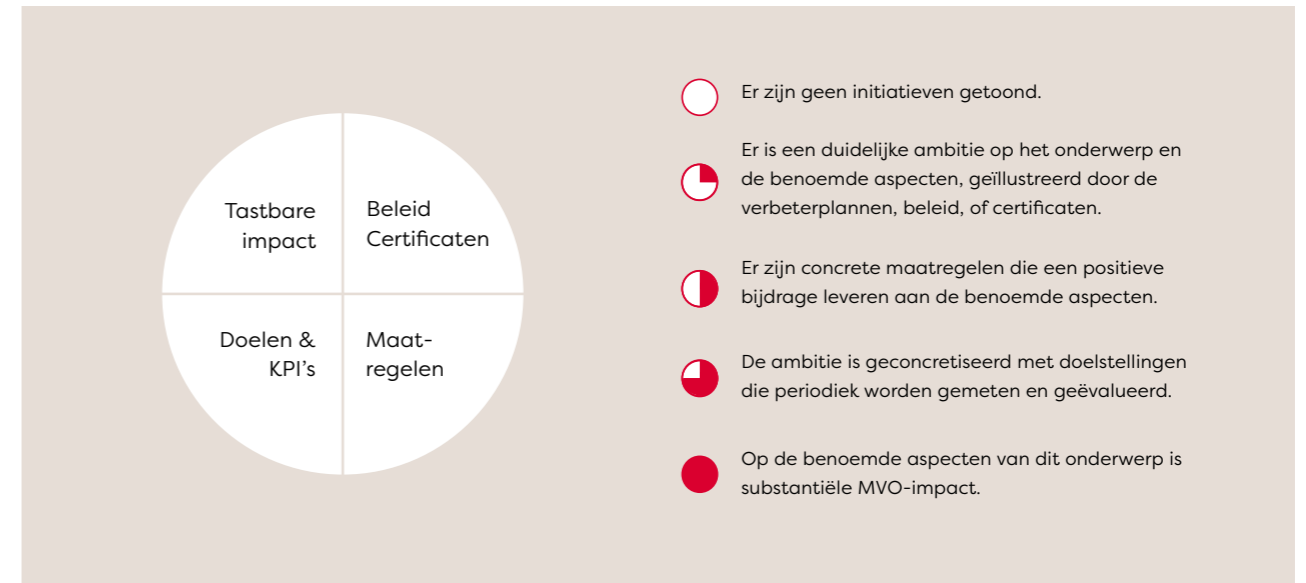 Tastbare
impact
Beleid
Certificaten
Doelen &
KPI's
Maat-
regelen
Er zijn geen initiatieven getoond.
Er is een duidelijke ambitie op het onderwerp en
de benoemde aspecten, geïllustreerd door de
verbeterplannen, beleid, of certificaten.
Er zijn concrete maatregelen die een positieve
bijdrage leveren aan de benoemde aspecten.
De ambitie is geconcretiseerd met doelstellingen
die periodiek worden gemeten en geëvalueerd.
Op de benoemde aspecten van dit onderwerp is
substantiële MVO-impact.